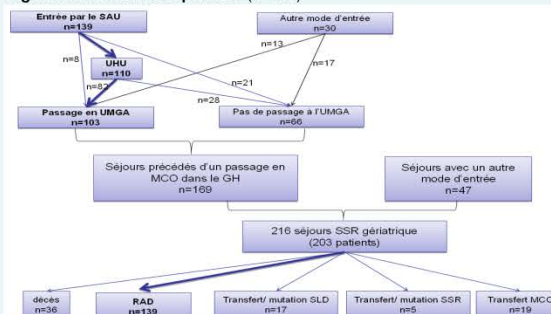 Entrée par le SAU
n=139
Autre mode d'entrée
n=30
n=13
n=8
UHU
n=110
n=17
n=21
n=82
n=28
Passage en UMGA
n=103
Pas de passage à l'UMGA
n=66
Séjours précédés d'un passage en
MCO dans le GH
n=169
Séjours avec un autre
mode d'entrée
n=47
216 séjours SSR gériatrique
(203 patients)
décès
n=36
RAD
n=139
Transfert/ mutation SLD
n=17
Transfert/ mutation SSR
n=5
Transfert MCO
n=19